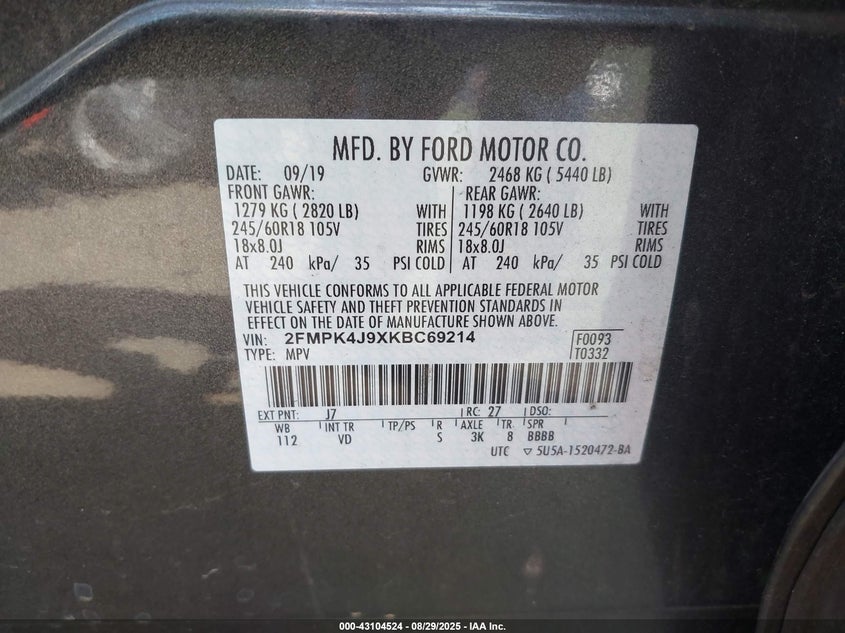 MFD. BY FORD MOTOR CO.
DATE: 09/19 GVWR: 2468 KG ( 5440 LB)
FRONT GAWR: REAR GAWR:
1279 KG ( 2820 LB) WITH 1198 KG ( 2640 LB) WITH
245/60R18 105V TIRES 245/60R18 105V TIRES
18x8.0J RIMS 18x8.0J RIMS
AT 240 kPa/ 35 PSI COLD AT 240 kPa/ 35 PSI COLD
THIS VEHICLE CONFORMS TO ALL APPLICABLE FEDERAL MOTOR
VEHICLE SAFETY AND THEFT PREVENTION STANDARDS IN
EFFECT ON THE DATE OF MANUFACTURE SHOWN ABOVE.
VIN: 2FMPK4J9XKBC69214 F0093
TYPE: MPV T0332
EXT PNT: J7 RC: 27 DSO:
WB INT TR TP/PS R AXLE TR SPR
112 VD S 3K 8 BBBB
UTC ▽ 5U5A-1520472-BA
000-43104524 - 08/29/2025 - IAA Inc.